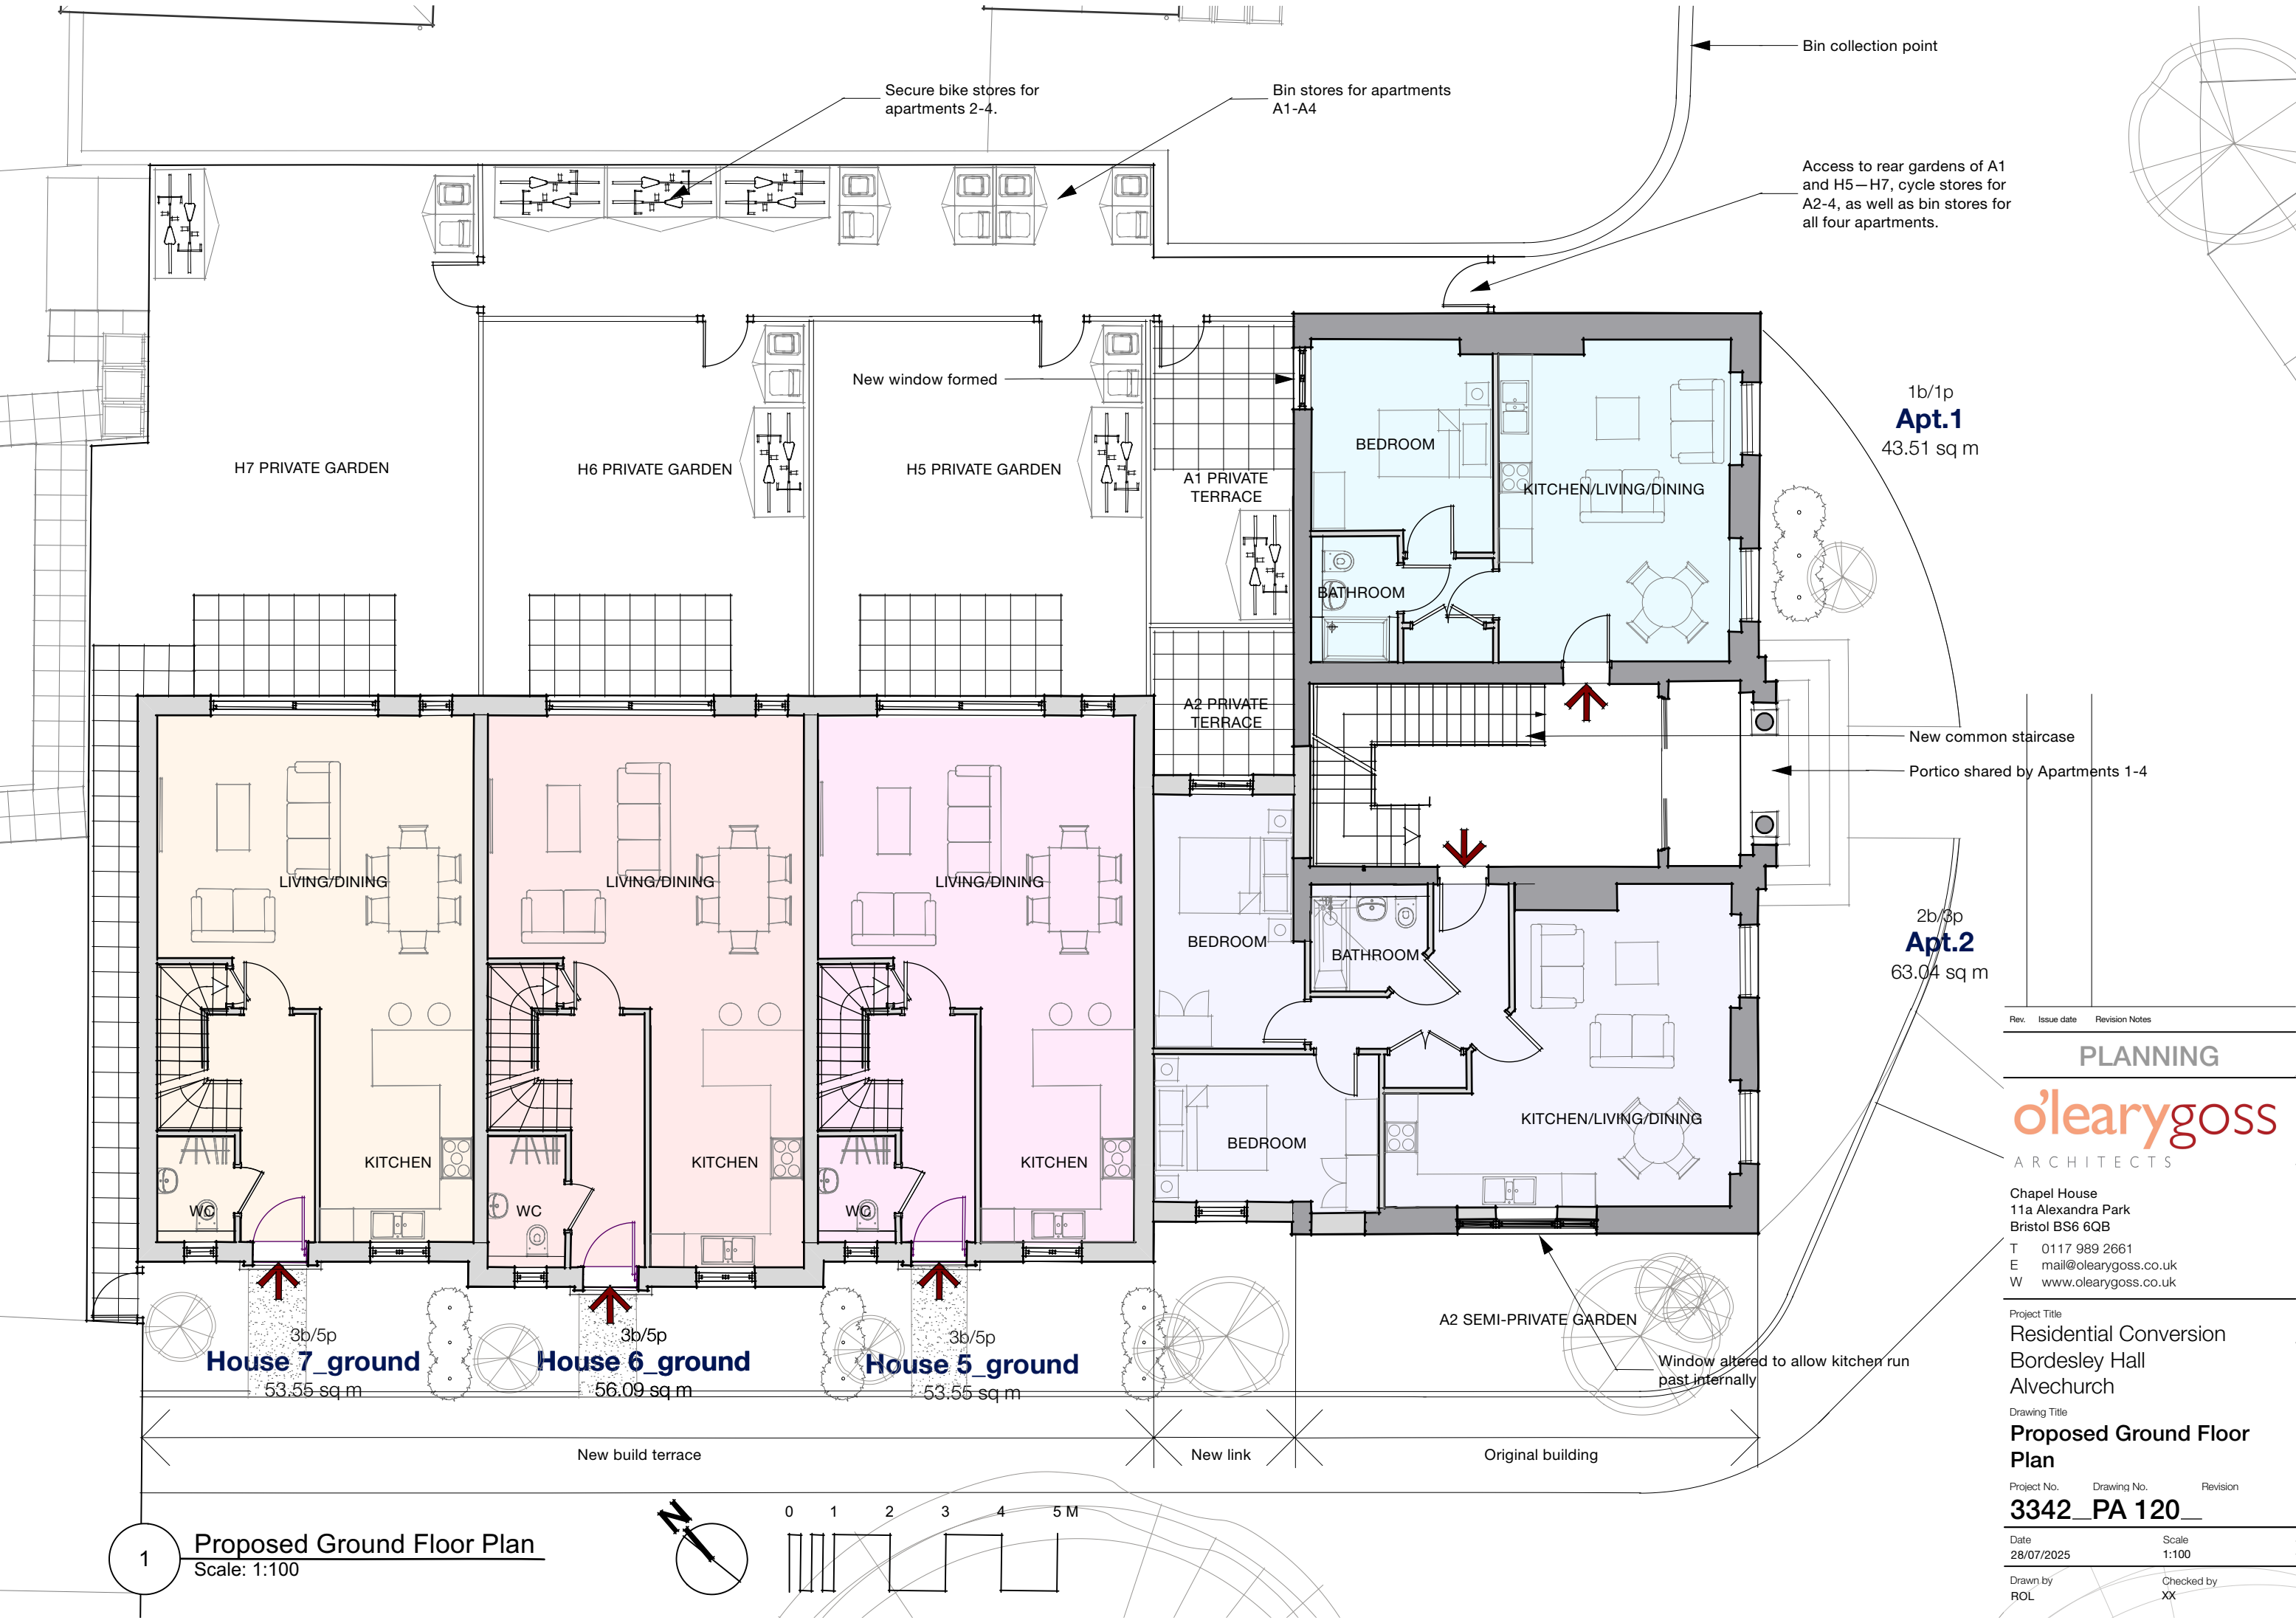 Bin collection point
Secure bike stores for
apartments 2-4.
Bin stores for apartments
A1-A4
Access to rear gardens of A1
and H5—H7, cycle stores for
A2-4, as well as bin stores for
all four apartments.
New window formed
1b/1p
Apt.1
43.51 sq m
BEDROOM
H7 PRIVATE GARDEN
H6 PRIVATE GARDEN
H5 PRIVATE GARDEN
A1 PRIVATE
TERRACE
KITCHEN/LIVING/DINING
BATHROOM
A2 PRIVATE
TERRACE
New common staircase
Portico shared by Apartments 1-4
LIVING/DINING
LIVING/DINING
LIVING/DINING
BEDROOM
BATHROOM
2b/3p
Apt.2
63.04 sq m
KITCHEN/LIVING/DINING
BEDROOM
KITCHEN
KITCHEN
KITCHEN
WC
WC
WC
3b/5p
House 7_ground
53.55 sq m
3b/5p
House 6_ground
56.09 sq m
3b/5p
House 5_ground
53.55 sq m
A2 SEMI-PRIVATE GARDEN
Window altered to allow kitchen run
past internally
New build terrace
New link
Original building
1
Proposed Ground Floor Plan
Scale: 1:100
N
0 1 2 3 4 5 M
Rev. Issue date Revision Notes
PLANNING
o'learygoss
ARCHITECTS
Chapel House
11a Alexandra Park
Bristol BS6 6QB
T 0117 989 2661
E mail@olearygoss.co.uk
W www.olearygoss.co.uk
Project Title
Residential Conversion
Bordesley Hall
Alvechurch
Drawing Title
Proposed Ground Floor
Plan
Project No. Drawing No. Revision
3342_PA 120_
Date Scale
28/07/2025 1:100
Drawn by Checked by
ROL XX